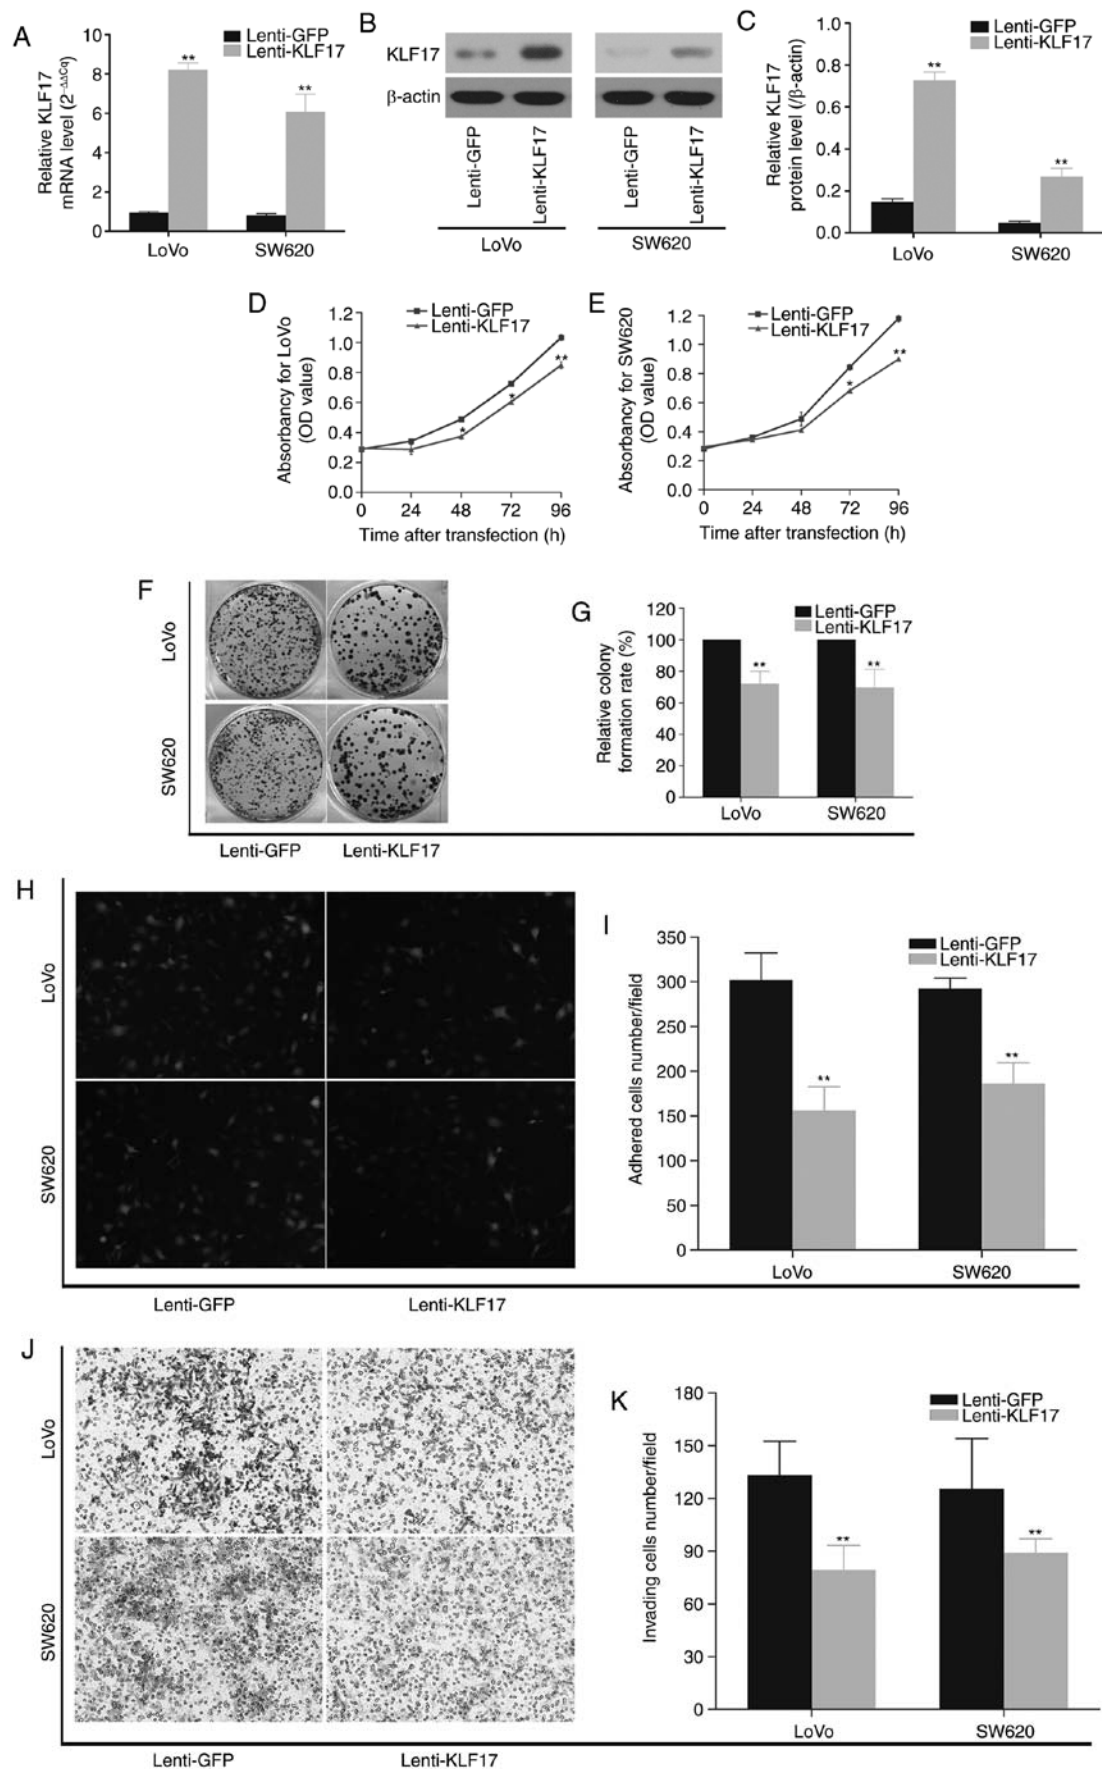 A
Relative KLF17
mRNA level (2⁻ΔΔCq)
10
8
6
4
2
0
Lenti-GFP
Lenti-KLF17
**
**
LoVo
SW620
B
KLF17
β-actin
Lenti-GFP
Lenti-KLF17
Lenti-GFP
Lenti-KLF17
LoVo
SW620
C
Relative KLF17
protein level (/β-actin)
1.0
0.8
0.6
0.4
0.2
0.0
Lenti-GFP
Lenti-KLF17
**
**
LoVo
SW620
D
Absorbancy for LoVo
(OD value)
1.2
1.0
0.8
0.6
0.4
0.2
0.0
Lenti-GFP
Lenti-KLF17
*
*
**
0 24 48 72 96
Time after transfection (h)
E
Absorbancy for SW620
(OD value)
1.2
1.0
0.8
0.6
0.4
0.2
0.0
Lenti-GFP
Lenti-KLF17
*
**
0 24 48 72 96
Time after transfection (h)
F
LoVo
SW620
Lenti-GFP
Lenti-KLF17
G
Relative colony
formation rate (%)
120
100
80
60
40
20
0
Lenti-GFP
Lenti-KLF17
**
**
LoVo
SW620
H
LoVo
SW620
Lenti-GFP
Lenti-KLF17
I
Adhered cells number/field
350
300
250
200
150
100
50
0
Lenti-GFP
Lenti-KLF17
**
**
LoVo
SW620
J
LoVo
SW620
Lenti-GFP
Lenti-KLF17
K
Invading cells number/field
180
150
120
90
60
30
0
Lenti-GFP
Lenti-KLF17
**
**
LoVo
SW620